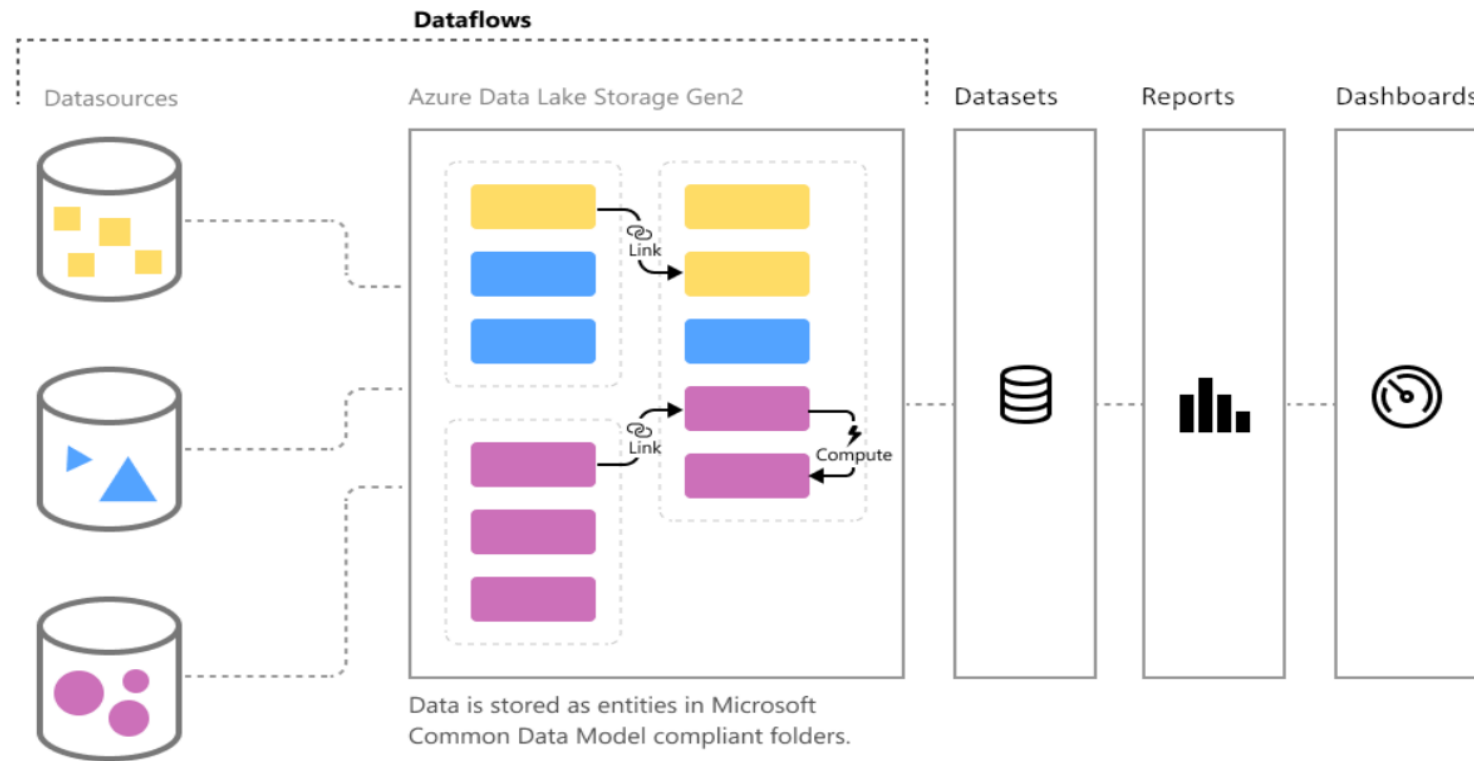 Dataflows
Datasources
Azure Data Lake Storage Gen2
Datasets
Reports
Dashboards
Link
Link
Compute
Data is stored as entities in Microsoft
Common Data Model compliant folders.